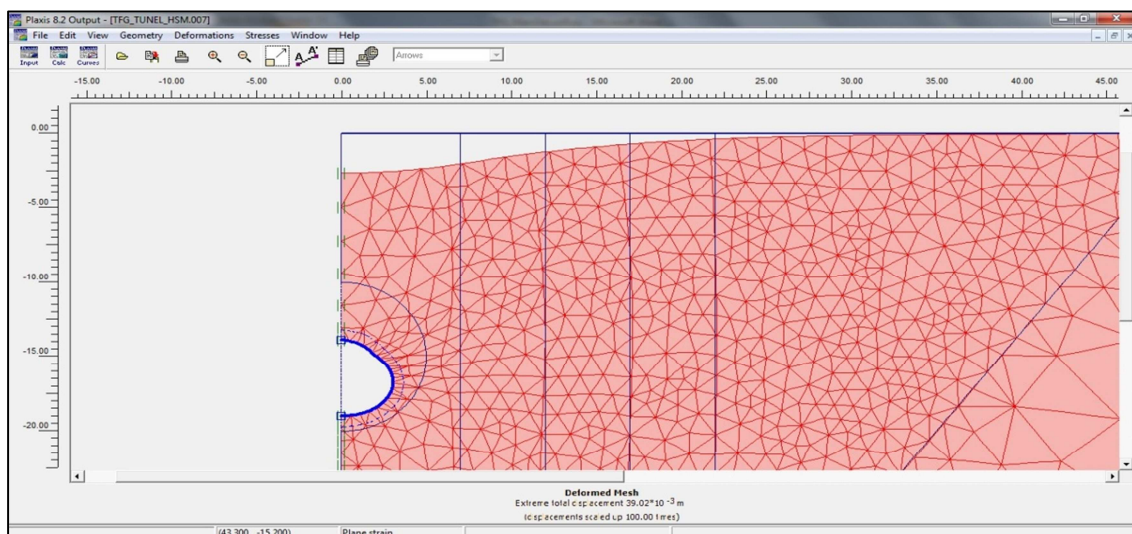 Plaxis 8.2 Output - [TFG_TUNEL_HSM.007]
File Edit View Geometry Deformations Stresses Window Help
Input Calc Curves Arrows
-15.00 -10.00 -5.00 0.00 5.00 10.00 15.00 20.00 25.00 30.00 35.00 40.00 45.00
0.00
-5.00
-10.00
-15.00
-20.00
Deformed Mesh
Extreme total displacement 39.02*10 -3 m
(displacements scaled up 100.00 times)
(43.300, -15.200) Plane strain